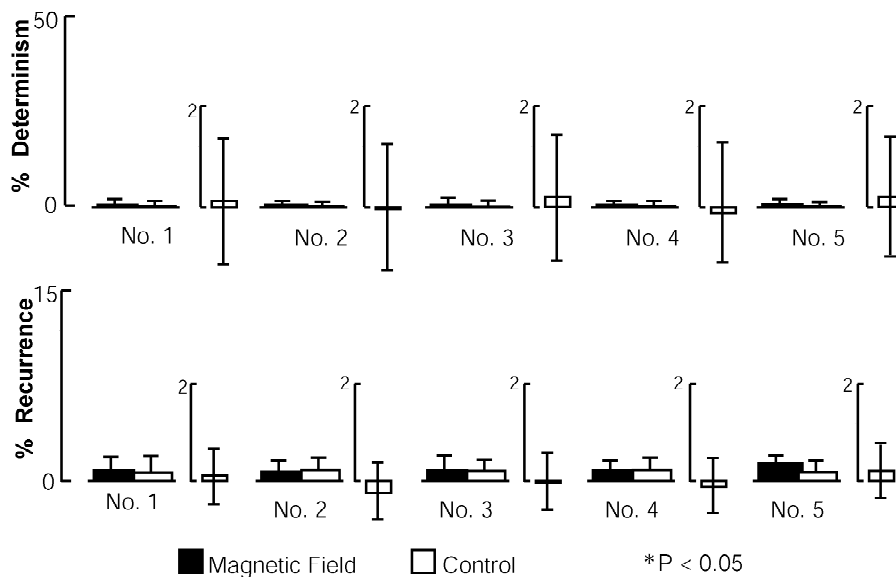 50
% Determinism
0
2 2 2 2 2
No. 1 No. 2 No. 3 No. 4 No. 5
15
% Recurrence
0
2 2 2 2 2
No. 1 No. 2 No. 3 No. 4 No. 5
Magnetic Field Control *P < 0.05